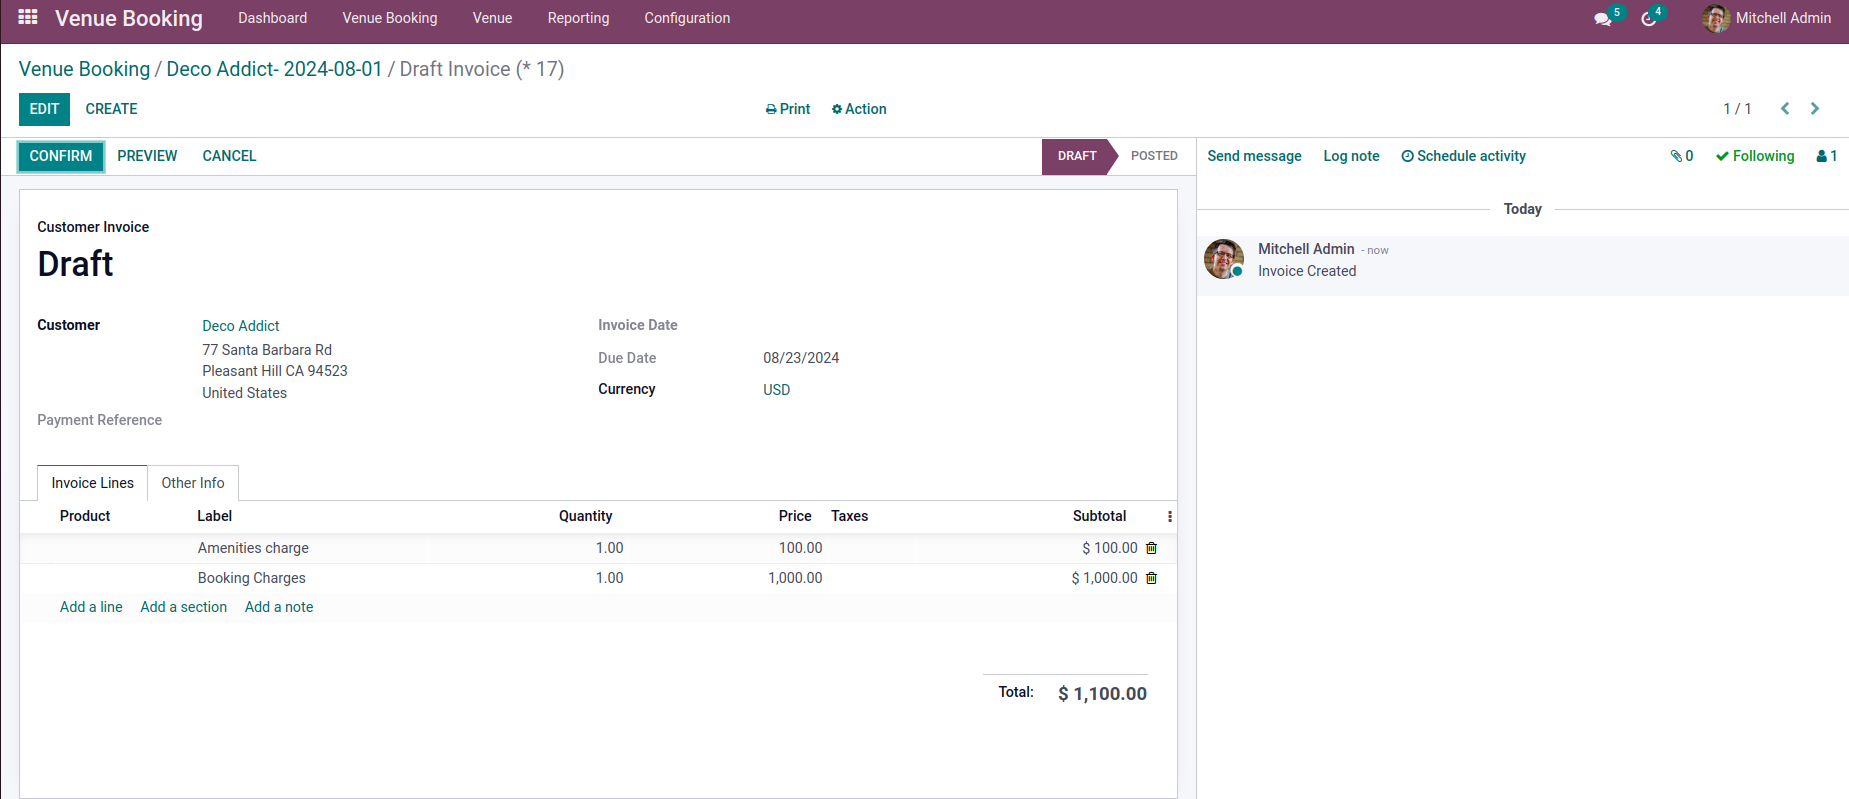 Venue Booking Dashboard Venue Booking Venue Reporting Configuration 5 4 Mitchell Admin
Venue Booking / Deco Addict- 2024-08-01 / Draft Invoice (* 17)
EDIT CREATE Print Action 1 / 1
CONFIRM PREVIEW CANCEL DRAFT POSTED Send message Log note Schedule activity 0 Following 1
Today
Mitchell Admin - now
Invoice Created
Customer Invoice
Draft
Customer Deco Addict Invoice Date
77 Santa Barbara Rd
Due Date 08/23/2024
Pleasant Hill CA 94523
United States Currency USD
Payment Reference
Invoice Lines Other Info
Product Label Quantity Price Taxes Subtotal
Amenities charge 1.00 100.00 $ 100.00
Booking Charges 1.00 1,000.00 $ 1,000.00
Add a line Add a section Add a note
Total: $ 1,100.00